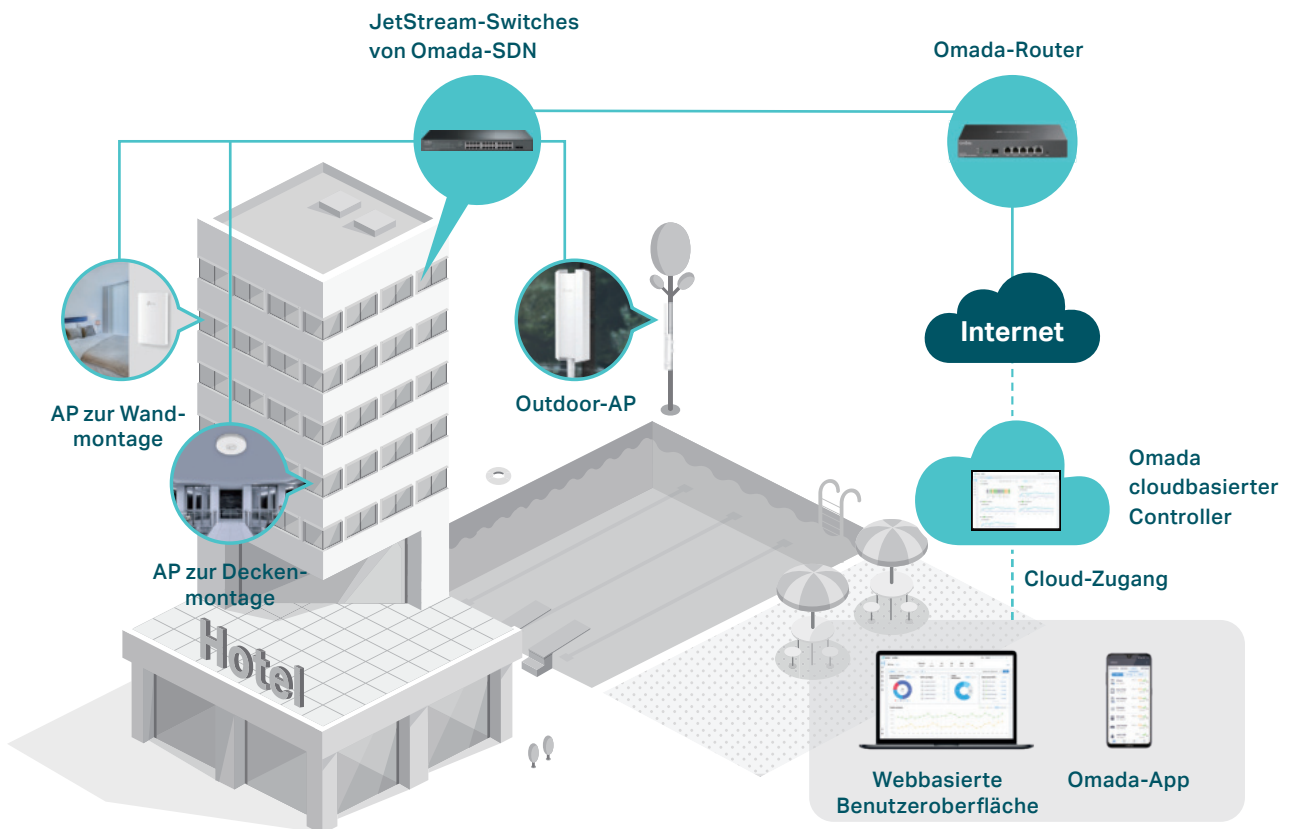 JetStream-Switches
von Omada-SDN
Omada-Router
Internet
AP zur Wand-
montage
Outdoor-AP
AP zur Decken-
montage
Omada
cloudbasierter
Controller
Cloud-Zugang
Hotel
Webbasierte
Benutzeroberfläche
Omada-App